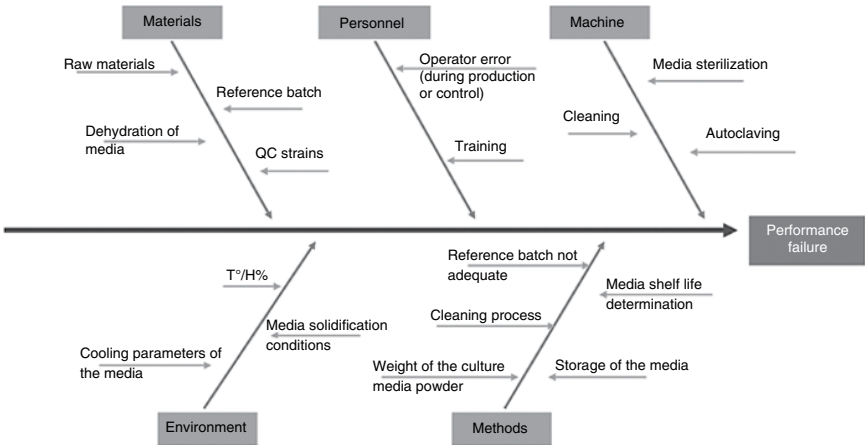 Materials
Personnel
Machine
Raw materials
Reference batch
Dehydration of
media
QC strains
Operator error
(during production
or control)
Training
Media sterilization
Cleaning
Autoclaving
Performance
failure
T°/H%
Media solidification
conditions
Cooling parameters of
the media
Reference batch not
adequate
Media shelf life
determination
Cleaning process
Weight of the culture
media powder
Storage of the media
Environment
Methods